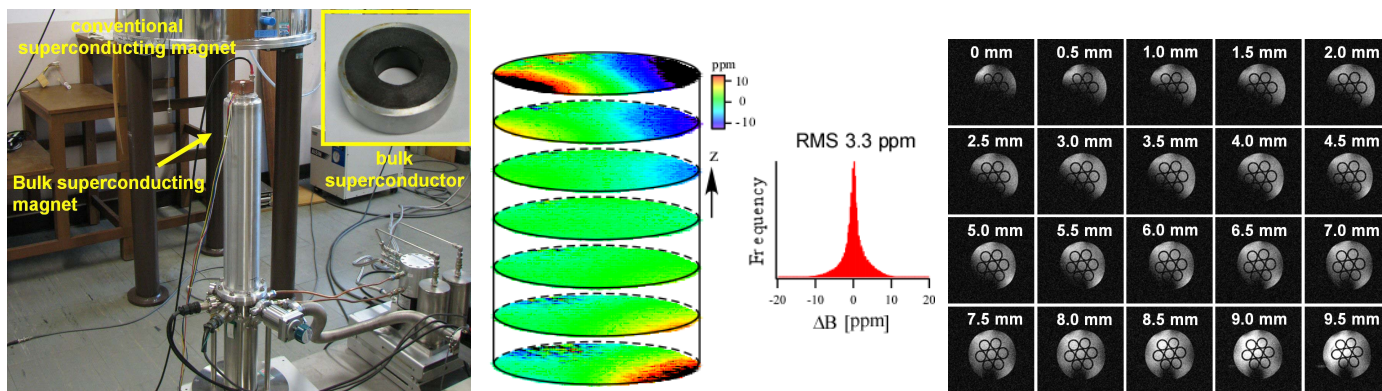 conventional
superconducting magnet
Bulk superconducting
magnet
bulk
superconductor
ppm
10
0
-10
z
RMS 3.3 ppm
Frequency
-20 -10 0 10 20
ΔB [ppm]
0 mm 0.5 mm 1.0 mm 1.5 mm 2.0 mm
2.5 mm 3.0 mm 3.5 mm 4.0 mm 4.5 mm
5.0 mm 5.5 mm 6.0 mm 6.5 mm 7.0 mm
7.5 mm 8.0 mm 8.5 mm 9.0 mm 9.5 mm